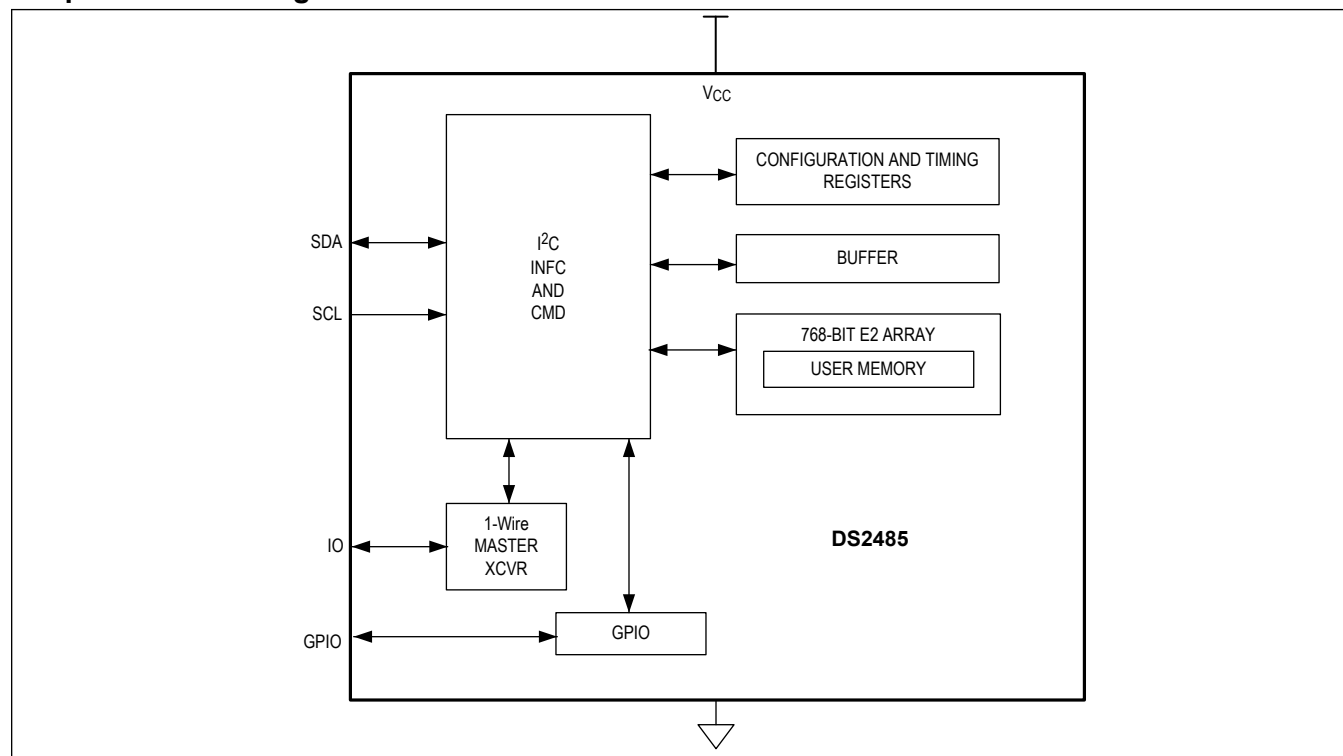 VCC
CONFIGURATION AND TIMING
REGISTERS
SDA
I2C
INFC
AND
CMD
BUFFER
SCL
768-BIT E2 ARRAY
USER MEMORY
IO
1-Wire
MASTER
XCVR
DS2485
GPIO
GPIO